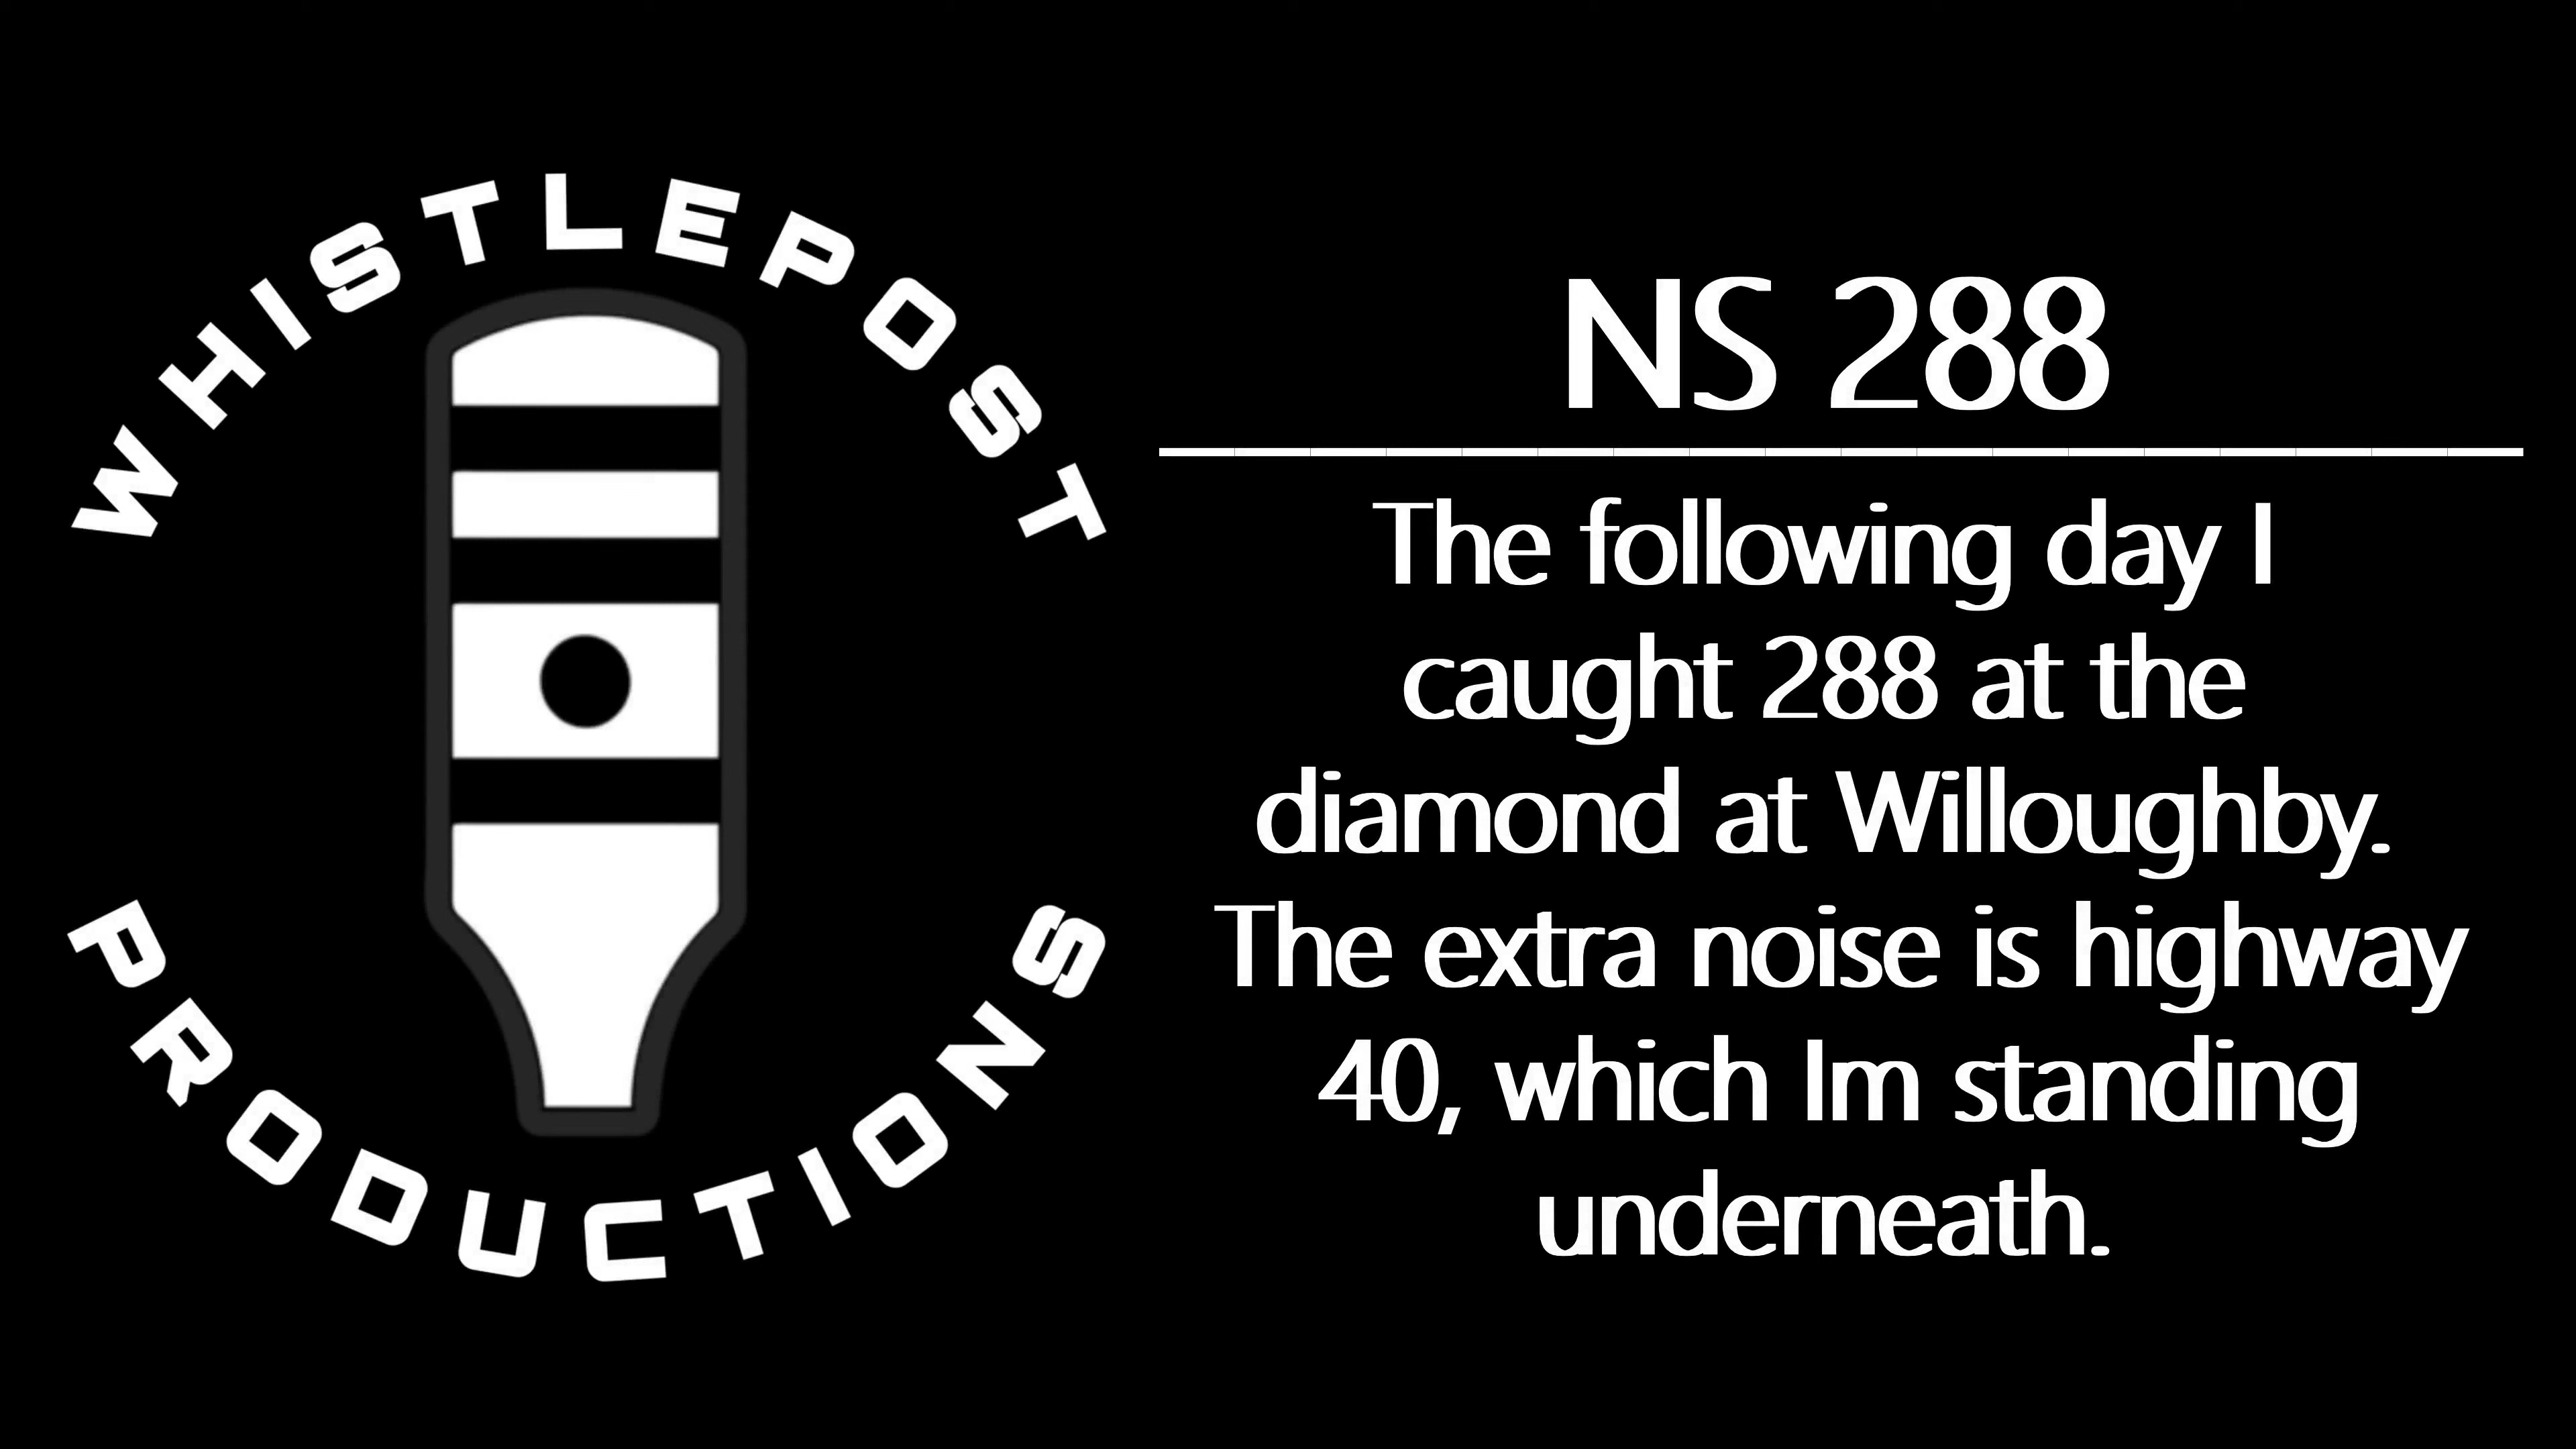 WHISTLEPOST
PRODUCTIONS
NS 288
The following day I
caught 288 at the
diamond at Willoughby.
The extra noise is highway
40, which Im standing
underneath.